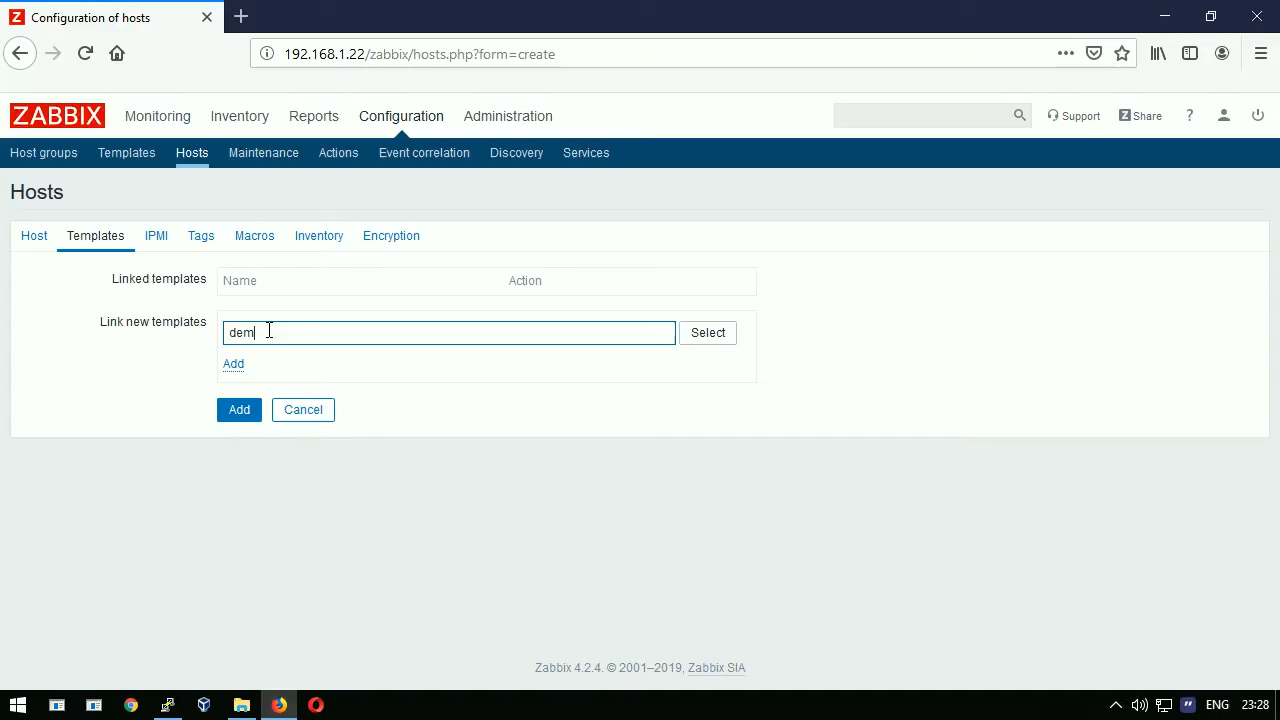 Z Configuration of hosts
192.168.1.22/zabbix/hosts.php?form=create
ZABBIX Monitoring Inventory Reports Configuration Administration Support Z Share ?
Host groups Templates Hosts Maintenance Actions Event correlation Discovery Services
Hosts
Host Templates IPMI Tags Macros Inventory Encryption
Linked templates Name Action
Link new templates
dem Select
Add
Add Cancel
Zabbix 4.2.4. © 2001–2019, Zabbix SIA
ENG 23:28